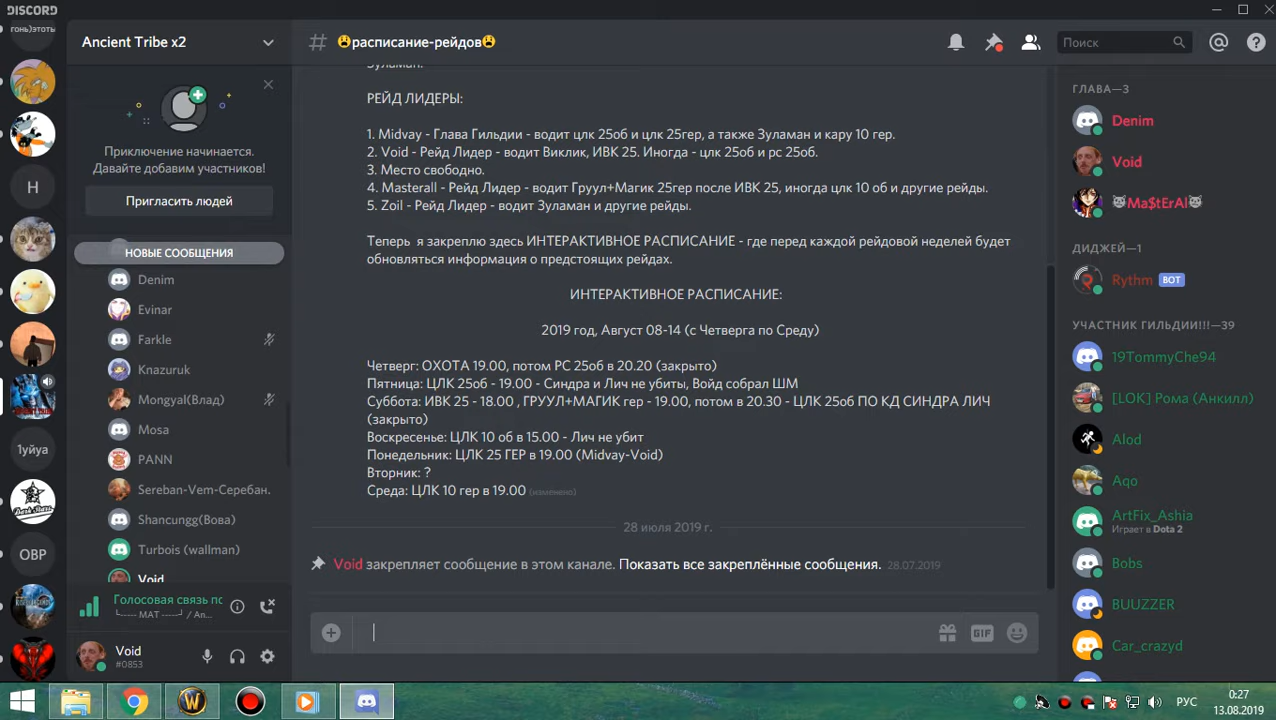 DISCORD
гонь)этоты
H
1уйуа
Dark Stars
ОВР
Ancient Tribe x2
Приключение начинается.
Давайте добавим участников!
Пригласить людей
НОВЫЕ СООБЩЕНИЯ
Denim
Evinar
Farkle
Knazuruk
Mongyal(Влад)
Mosa
PANN
Sereban-Vem-Серебан.
Shancungg(Вова)
Turbois (wallman)
Void
Голосовая связь пс
└----- МАТ -----┘/ An...
Void
#0853
# 😩расписание-рейдов😩
Поиск
Зуламан.
РЕЙД ЛИДЕРЫ:
1. Midvay - Глава Гильдии - водит цлк 25об и цлк 25гер, а также Зуламан и кару 10 гер.
2. Void - Рейд Лидер - водит Виклик, ИВК 25. Иногда - цлк 25об и рс 25об.
3. Место свободно.
4. Masterall - Рейд Лидер - водит Груул+Магик 25гер после ИВК 25, иногда цлк 10 об и другие рейды.
5. Zoil - Рейд Лидер - водит Зуламан и другие рейды.
Теперь я закреплю здесь ИНТЕРАКТИВНОЕ РАСПИСАНИЕ - где перед каждой рейдовой неделей будет
обновляться информация о предстоящих рейдах.
ИНТЕРАКТИВНОЕ РАСПИСАНИЕ:
2019 год, Август 08-14 (с Четверга по Среду)
Четверг: ОХОТА 19.00, потом РС 25об в 20.20 (закрыто)
Пятница: ЦЛК 25об - 19.00 - Синдра и Лич не убиты, Войд собрал ШМ
Суббота: ИВК 25 - 18.00 , ГРУУЛ+МАГИК гер - 19.00, потом в 20.30 - ЦЛК 25об ПО КД СИНДРА ЛИЧ
(закрыто)
Воскресенье: ЦЛК 10 об в 15.00 - Лич не убит
Понедельник: ЦЛК 25 ГЕР в 19.00 (Midvay-Void)
Вторник: ?
Среда: ЦЛК 10 гер в 19.00 (изменено)
28 июля 2019 г.
Void закрепляет сообщение в этом канале. Показать все закреплённые сообщения. 28.07.2019
GIF
ГЛАВА—3
Denim
Void
😈Ma$tErAl😈
ДИДЖЕЙ—1
Rythm БОТ
УЧАСТНИК ГИЛЬДИИ!!!—39
19TommyChe94
[LOK] Рома (Анкилл)
Alod
Aqo
ArtFix_Ashia
Играет в Dota 2
Bobs
BUUZZER
Car_crazyd
РУС
0:27
13.08.2019